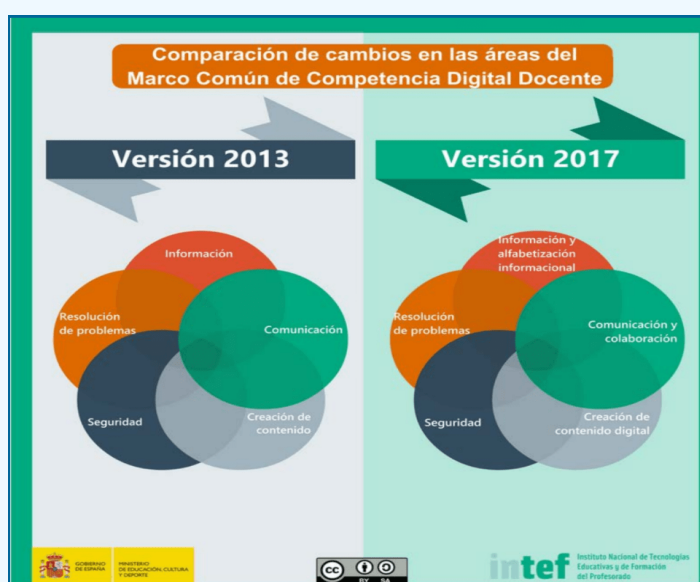 Comparación de cambios en las áreas del
Marco Común de Competencia Digital Docente
Versión 2013
Información
Resolución
de problemas
Comunicación
Seguridad
Creación de
contenido
Versión 2017
Información y
alfabetización
informacional
Resolución
de problemas
Comunicación y
colaboración
Seguridad
Creación de
contenido digital
GOBIERNO
DE ESPAÑA
MINISTERIO
DE EDUCACIÓN, CULTURA
Y DEPORTE
cc
BY SA
intef
Instituto Nacional de Tecnologías
Educativas y de Formación
del Profesorado